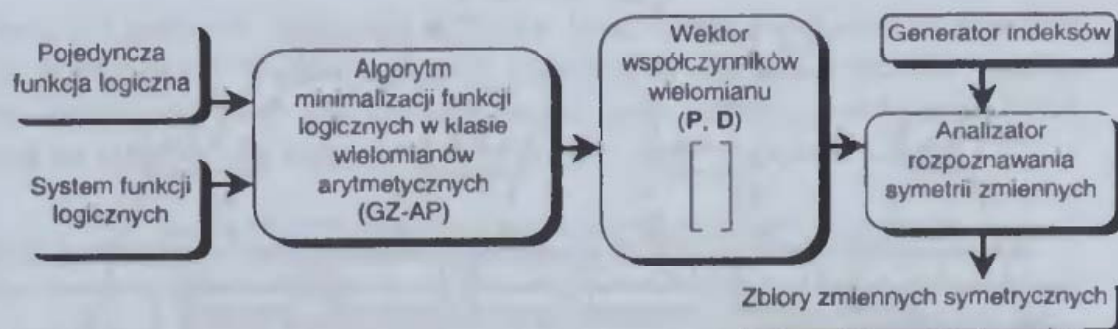 Pojedyncza
funkcja logiczna
System funkcji
logicznych
Algorytm
minimalizacji funkcji
logicznych w klasie
wielomianów
arytmetycznych
(GZ-AP)
Wektor
współczynników
wielomianu
(P, D)
Generator indeksów
Analizator
rozpoznawania
symetrii zmiennych
Zbiory zmiennych symetrycznych